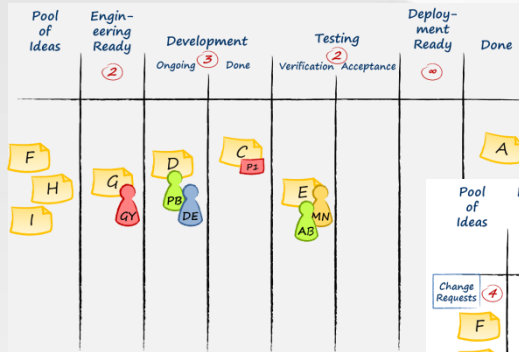 Pool
of
Ideas
Engin-
eering
Ready
2
Development
3
Ongoing
Done
Testing
2
Verification
Acceptance
Deploy-
ment
Ready
∞
Done
F
H
I
G
GY
D
PB
DE
C
P1
E
MN
AB
A
Pool
of
Ideas
Change
Requests
4
F